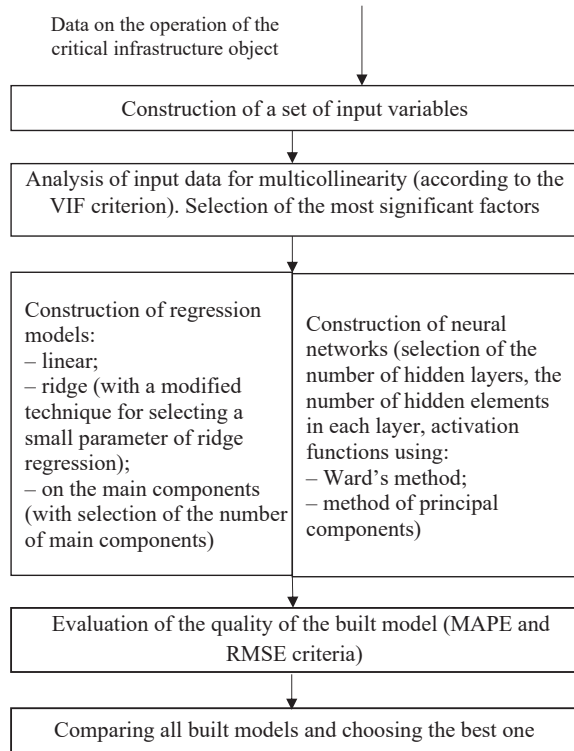 Data on the operation of the
critical infrastructure object
Construction of a set of input variables
Analysis of input data for multicollinearity (according to the
VIF criterion). Selection of the most significant factors
Construction of regression
models:
– linear;
– ridge (with a modified
technique for selecting a
small parameter of ridge
regression);
– on the main components
(with selection of the number
of main components)
Construction of neural
networks (selection of the
number of hidden layers, the
number of hidden elements
in each layer, activation
functions using:
– Ward’s method;
– method of principal
components)
Evaluation of the quality of the built model (MAPE and
RMSE criteria)
Comparing all built models and choosing the best one